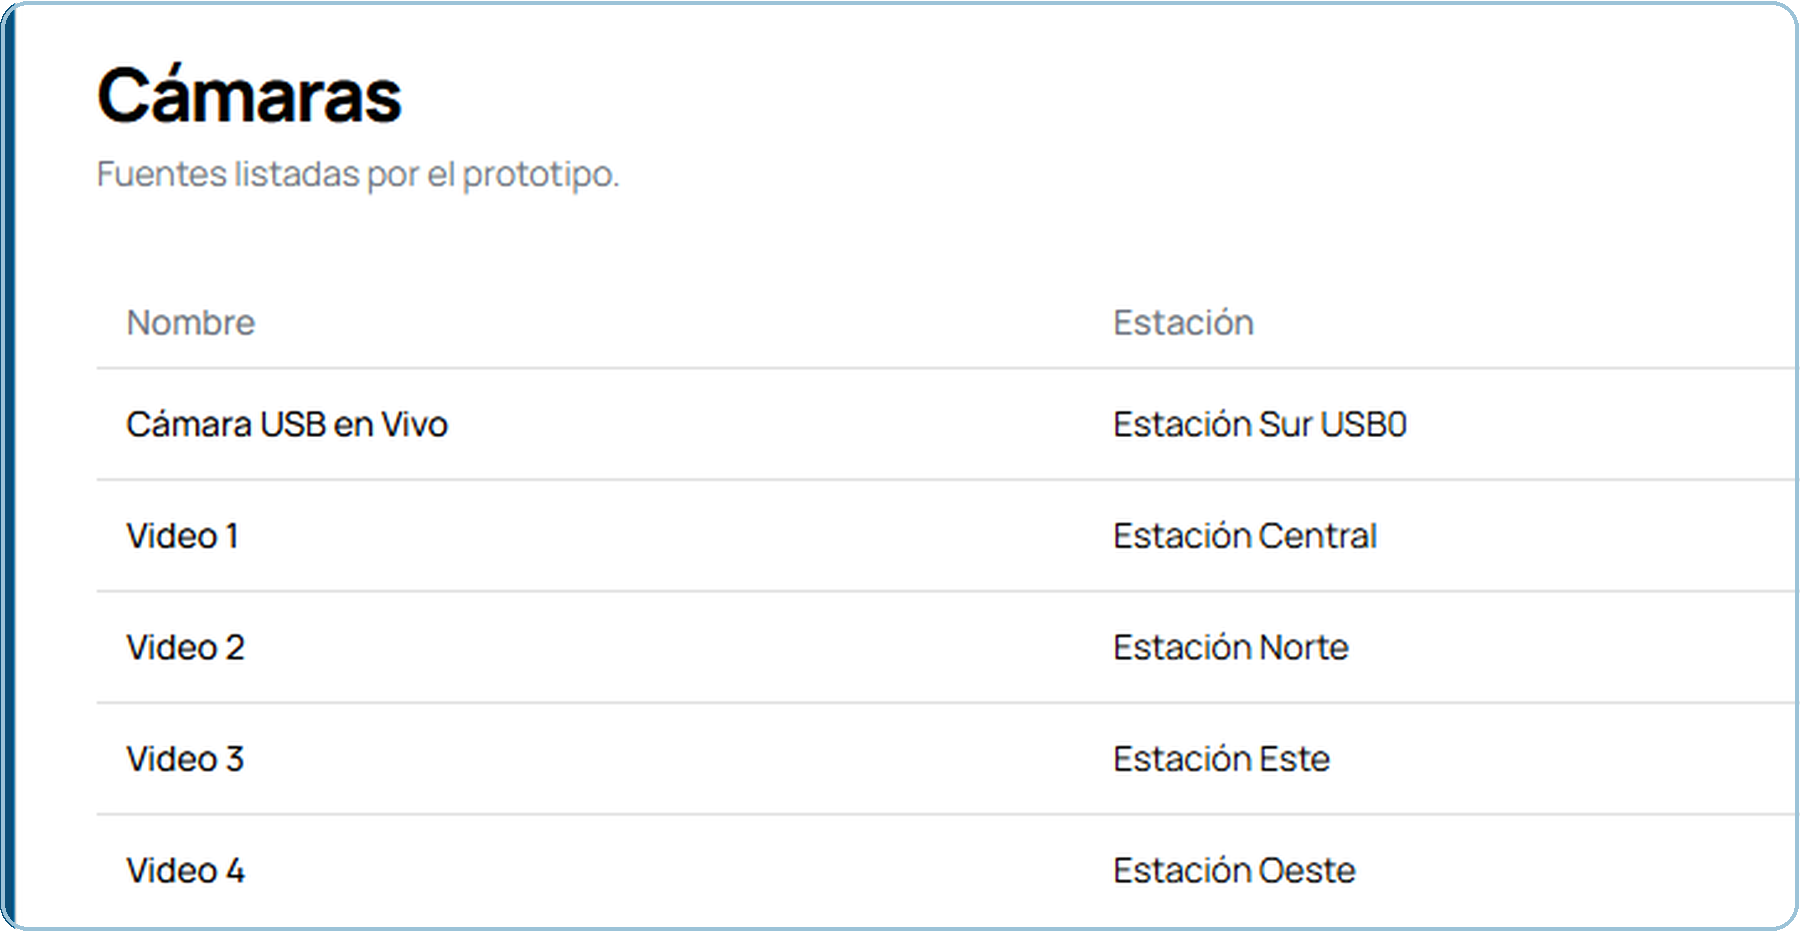 Cámaras
Fuentes listadas por el prototipo.
Nombre Estación
Cámara USB en Vivo Estación Sur USB0
Video 1 Estación Central
Video 2 Estación Norte
Video 3 Estación Este
Video 4 Estación Oeste